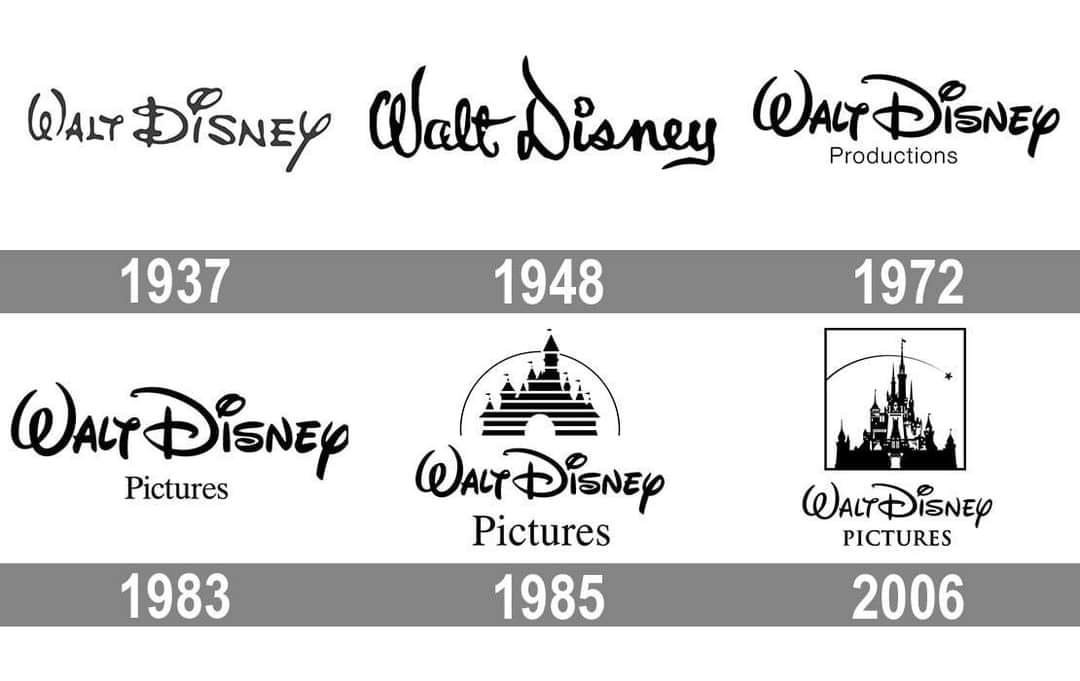 Walt Disney
Walt Disney
Walt Disney
Productions
1937
1948
1972
Walt Disney
Pictures
Walt Disney
Pictures
Walt Disney
PICTURES
1983
1985
2006